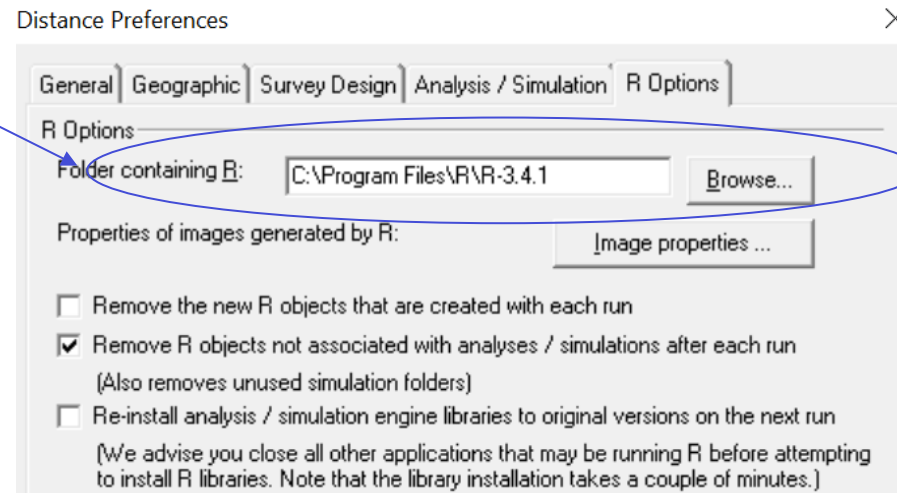 Distance Preferences
General Geographic Survey Design Analysis / Simulation R Options
R Options
Folder containing R: C:\Program Files\R\R-3.4.1 Browse...
Properties of images generated by R: Image properties ...
Remove the new R objects that are created with each run
Remove R objects not associated with analyses / simulations after each run
(Also removes unused simulation folders)
Re-install analysis / simulation engine libraries to original versions on the next run
(We advise you close all other applications that may be running R before attempting
to install R libraries. Note that the library installation takes a couple of minutes.)